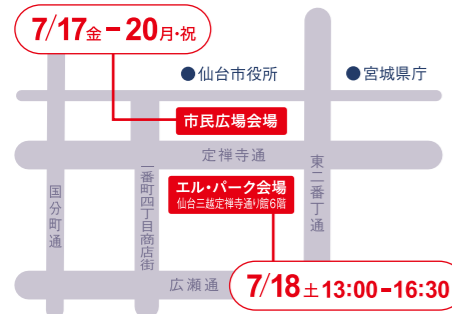 7/17金-20月・祝
●仙台市役所
●宮城県庁
市民広場会場
定禅寺通
エル・パーク会場
仙台三越定禅寺通り館6階
国分町通
一番町四丁目商店街
東二番丁通
広瀬通
7/18土13:00-16:30